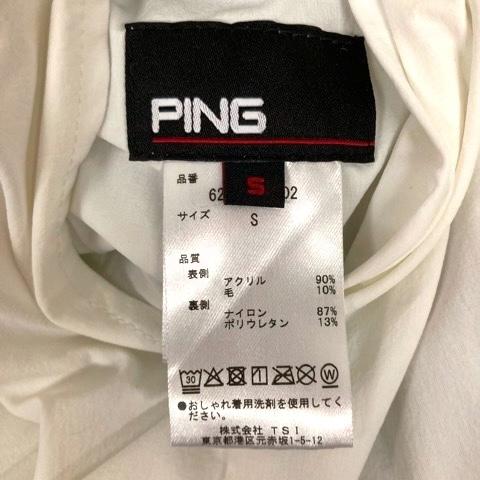 PING
S
品番
62 02
サイズ S
品質
表側 アクリル 90%
毛 10%
裏側 ナイロン 87%
ポリウレタン 13%
30 W
●おしゃれ着用洗剤を使用してく
ださい。
株式会社 TSI
東京都港区元赤坂1-5-12